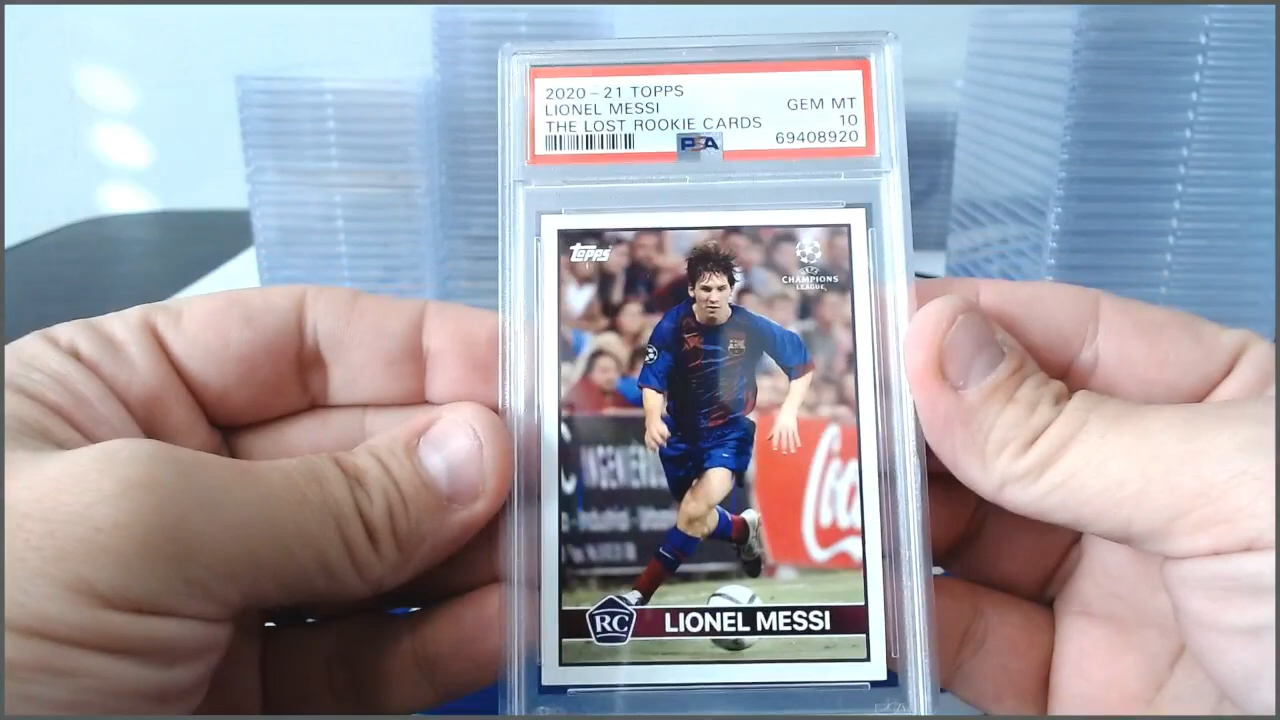 2020-21 TOPPS
LIONEL MESSI
THE LOST ROOKIE CARDS
GEM MT
10
69408920
PSA
Topps
UEFA
CHAMPIONS
LEAGUE
RC
LIONEL MESSI